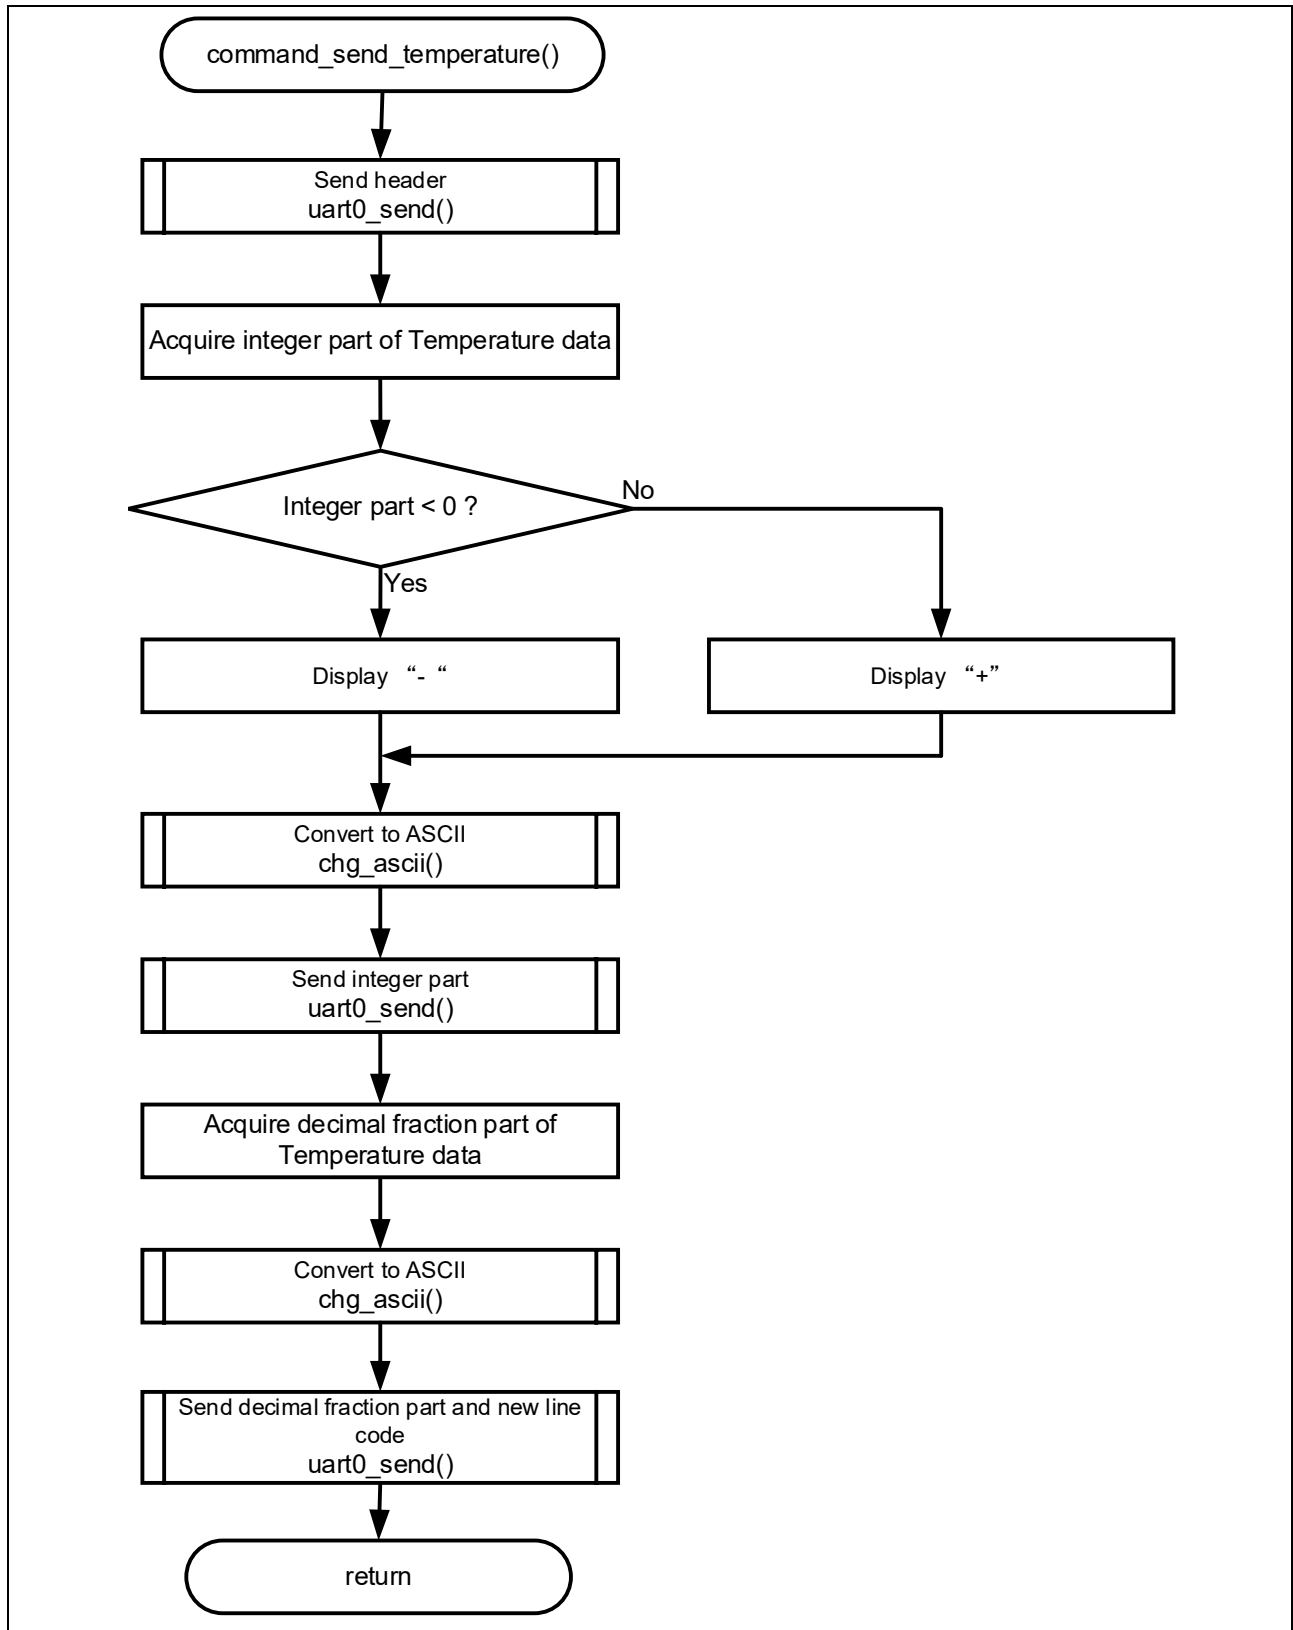 command_send_temperature()
Send header
uart0_send()
Acquire integer part of Temperature data
Integer part < 0 ?
No
Yes
Display “- “
Display “+”
Convert to ASCII
chg_ascii()
Send integer part
uart0_send()
Acquire decimal fraction part of
Temperature data
Convert to ASCII
chg_ascii()
Send decimal fraction part and new line
code
uart0_send()
return